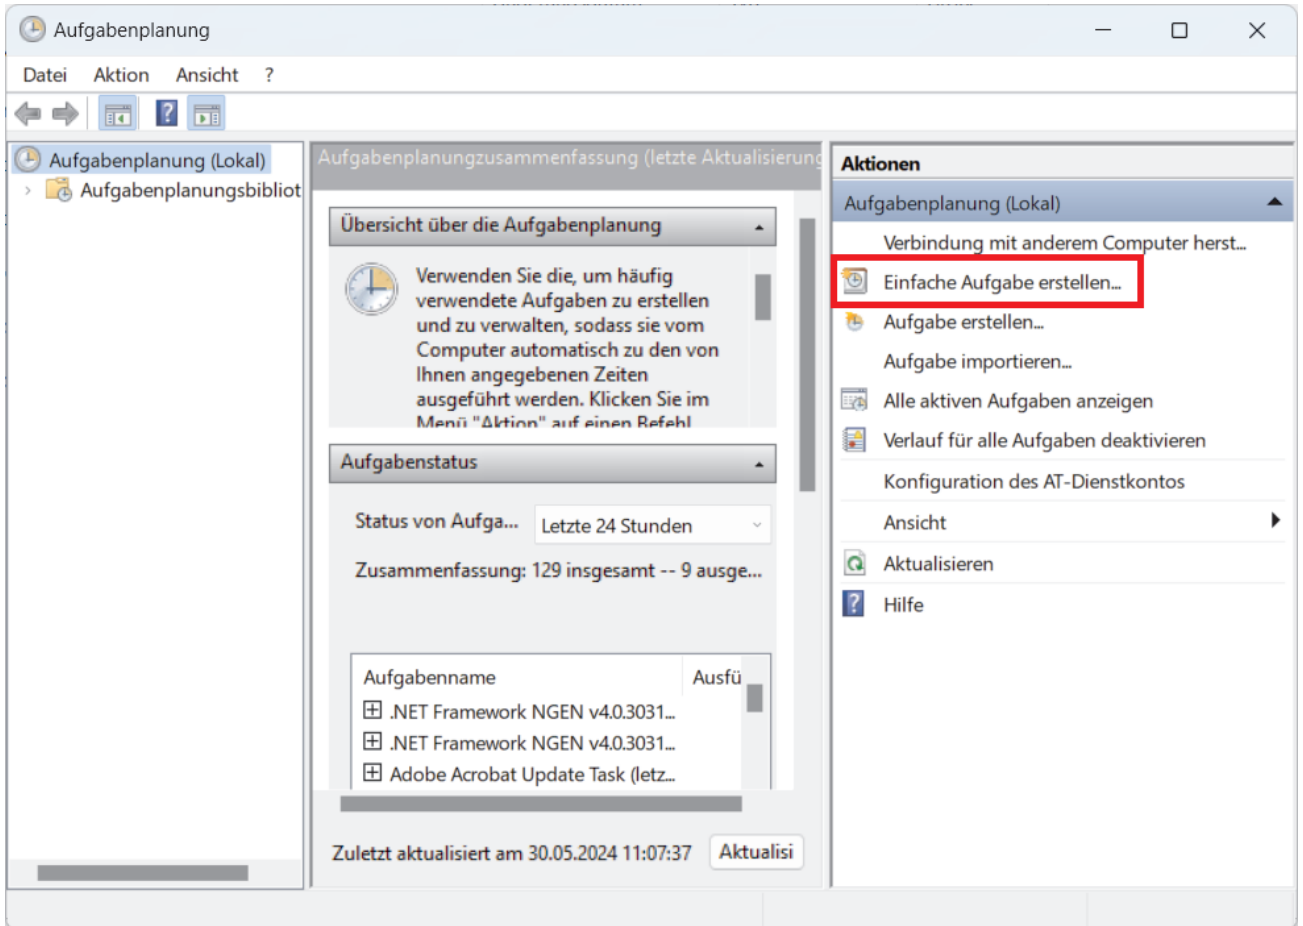 Aufgabenplanung
Datei Aktion Ansicht ?
Aufgabenplanung (Lokal)
Aufgabenplanungsbibliot
Aufgabenplanungzusammenfassung (letzte Aktualisierung
Übersicht über die Aufgabenplanung
Verwenden Sie die, um häufig
verwendete Aufgaben zu erstellen
und zu verwalten, sodass sie vom
Computer automatisch zu den von
Ihnen angegebenen Zeiten
ausgeführt werden. Klicken Sie im
Menü "Aktion" auf einen Befehl
Aufgabenstatus
Status von Aufga... Letzte 24 Stunden
Zusammenfassung: 129 insgesamt -- 9 ausge...
Aufgabenname Ausfü
.NET Framework NGEN v4.0.3031...
.NET Framework NGEN v4.0.3031...
Adobe Acrobat Update Task (letz...
Zuletzt aktualisiert am 30.05.2024 11:07:37 Aktualisi
Aktionen
Aufgabenplanung (Lokal)
Verbindung mit anderem Computer herst...
Einfache Aufgabe erstellen...
Aufgabe erstellen...
Aufgabe importieren...
Alle aktiven Aufgaben anzeigen
Verlauf für alle Aufgaben deaktivieren
Konfiguration des AT-Dienstkontos
Ansicht
Aktualisieren
Hilfe